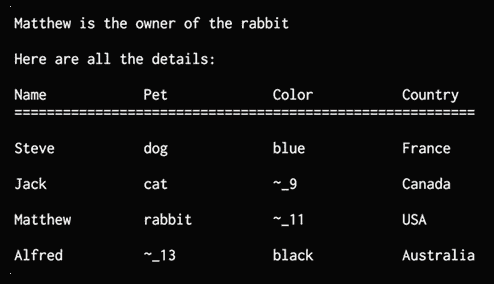 Matthew is the owner of the rabbit
Here are all the details:
Name Pet Color Country
=========================================================
Steve dog blue France
Jack cat ~_9 Canada
Matthew rabbit ~_11 USA
Alfred ~_13 black Australia